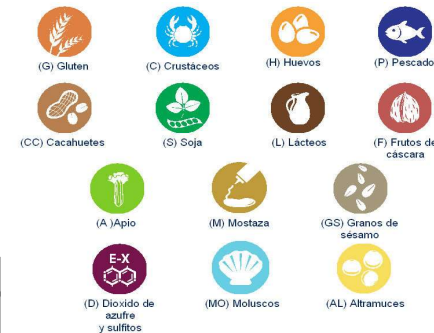 (G) Gluten
(C) Crustáceos
(H) Huevos
(P) Pescado
(CC) Cacahuetes
(S) Soja
(L) Lácteos
(F) Frutos de
cáscara
(A )Apio
(M) Mostaza
(GS) Granos de
sésamo
E-X
(D) Dioxido de
azufre
y sulfitos
(MO) Moluscos
(AL) Altramuces